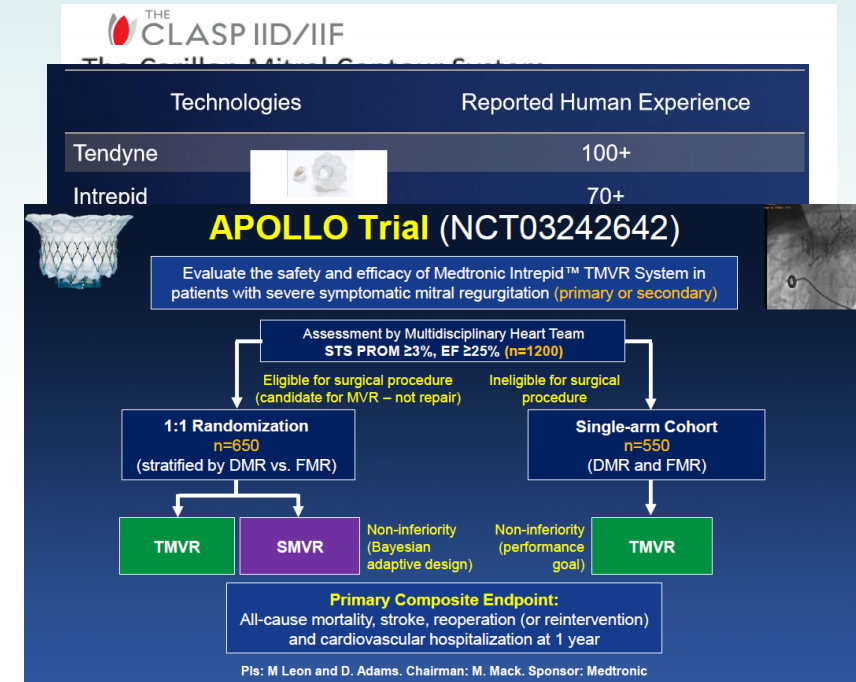 THE
CLASP IID/IIF
The Carillon Mitral Contour System
Technologies Reported Human Experience
Tendyne 100+
Intrepid 70+
APOLLO Trial (NCT03242642)
Evaluate the safety and efficacy of Medtronic Intrepid™ TMVR System in
patients with severe symptomatic mitral regurgitation (primary or secondary)
Assessment by Multidisciplinary Heart Team
STS PROM ≥3%, EF ≥25% (n=1200)
Eligible for surgical procedure
(candidate for MVR – not repair)
Ineligible for surgical
procedure
1:1 Randomization
n=650
(stratified by DMR vs. FMR)
Single-arm Cohort
n=550
(DMR and FMR)
TMVR
SMVR
Non-inferiority
(Bayesian
adaptive design)
Non-inferiority
(performance
goal)
TMVR
Primary Composite Endpoint:
All-cause mortality, stroke, reoperation (or reintervention)
and cardiovascular hospitalization at 1 year
PIs: M Leon and D. Adams. Chairman: M. Mack. Sponsor: Medtronic